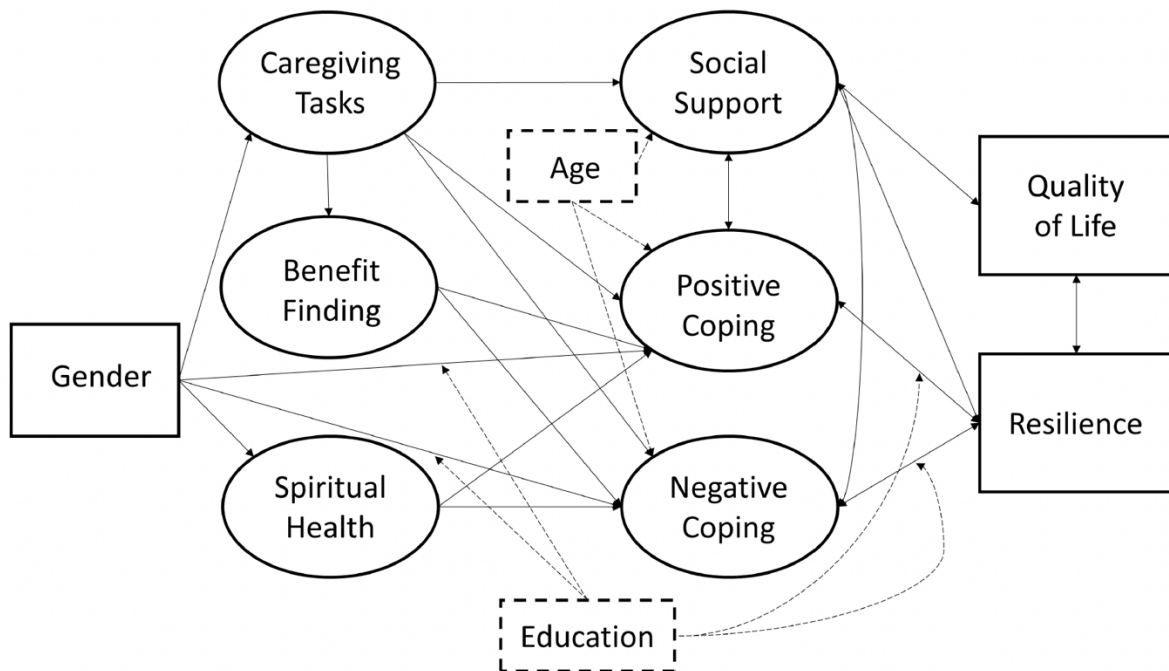 Caregiving
Tasks
Social
Support
Age
Quality
of Life
Benefit
Finding
Positive
Coping
Gender
Resilience
Spiritual
Health
Negative
Coping
Education